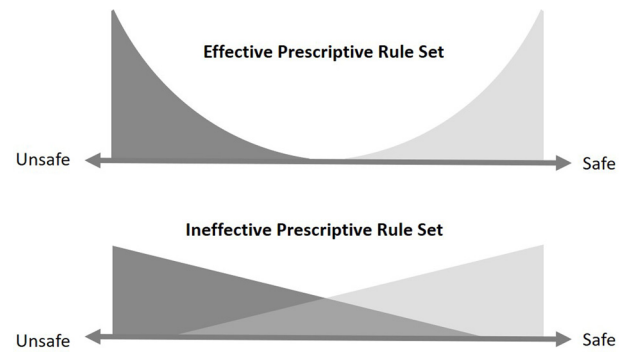 Effective Prescriptive Rule Set
Unsafe
Safe
Ineffective Prescriptive Rule Set
Unsafe
Safe